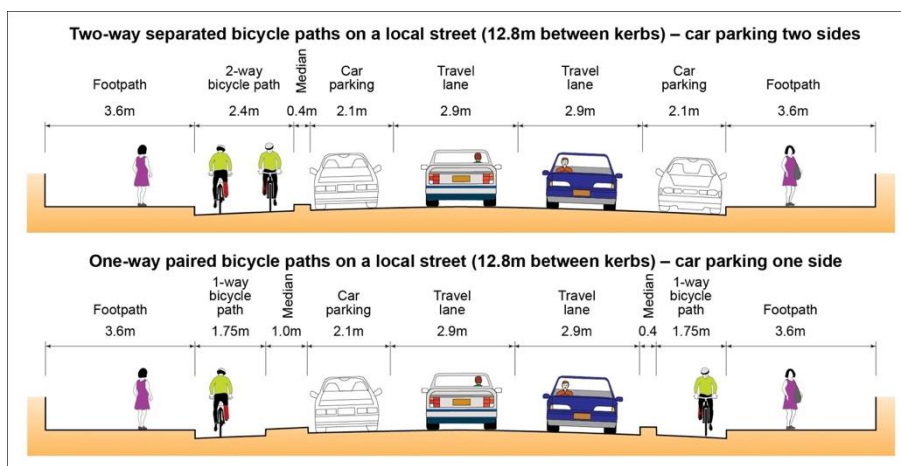 Two-way separated bicycle paths on a local street (12.8m between kerbs) – car parking two sides
Footpath
3.6m
2-way
bicycle path
2.4m
Median
0.4m
Car
parking
2.1m
Travel
lane
2.9m
Travel
lane
2.9m
Car
parking
2.1m
Footpath
3.6m
One-way paired bicycle paths on a local street (12.8m between kerbs) – car parking one side
Footpath
3.6m
1-way
bicycle
path
1.75m
Median
1.0m
Car
parking
2.1m
Travel
lane
2.9m
Travel
lane
2.9m
Median
0.4
1-way
bicycle
path
1.75m
Footpath
3.6m